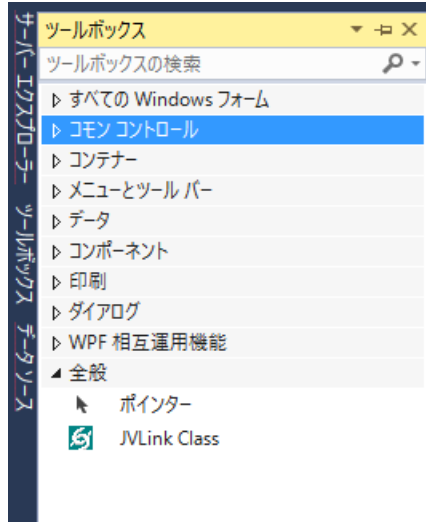 サーバー エクスプローラー
ツールボックス
データ ソース
ツールボックス
ツールボックスの検索
すべての Windows フォーム
コモン コントロール
コンテナー
メニューとツール バー
データ
コンポーネント
印刷
ダイアログ
WPF 相互運用機能
全般
ポインター
JVLink Class